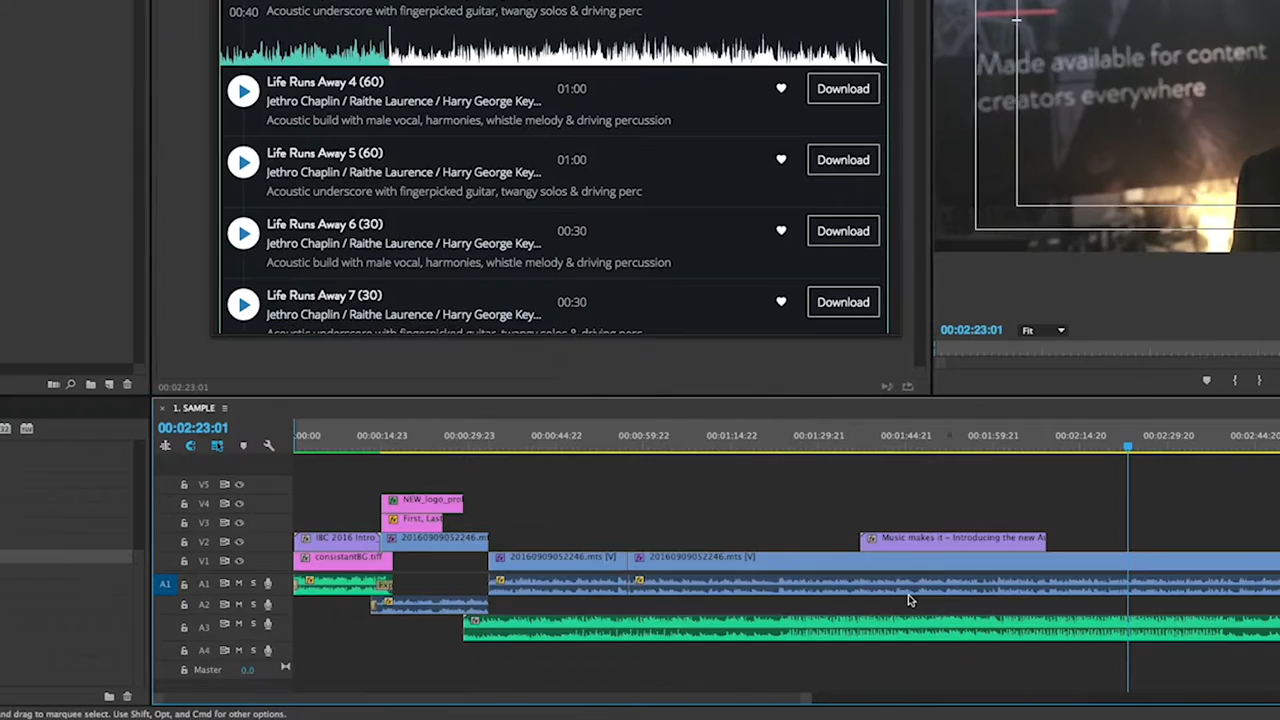 00:40
Acoustic underscore with fingerpicked guitar, twangy solos & driving perc
Life Runs Away 4 (60)
Jethro Chaplin / Raithe Laurence / Harry George Key...
01:00
Download
Acoustic build with male vocal, harmonies, whistle melody & driving percussion
Life Runs Away 5 (60)
Jethro Chaplin / Raithe Laurence / Harry George Key...
01:00
Download
Acoustic underscore with fingerpicked guitar, twangy solos & driving perc
Life Runs Away 6 (30)
Jethro Chaplin / Raithe Laurence / Harry George Key...
00:30
Download
Acoustic build with male vocal, harmonies, whistle melody & driving percussion
Life Runs Away 7 (30)
Jethro Chaplin / Raithe Laurence / Harry George Key...
00:30
Download
Acoustic underscore with fingerpicked guitar, twangy solos & driving perc
Made available for content
creators everywhere
00:02:23:01
Fit
00:02:23:01
1. SAMPLE
00:02:23:01
:00:00 00:00:14:23 00:00:29:23 00:00:44:22 00:00:59:22 00:01:14:22 00:01:29:21 00:01:44:21 00:01:59:21 00:02:14:20 00:02:29:20 00:02:44:20
V5
V4 NEW_logo_pro
V3 First, Last
V2 IBC 2016 Intro_ 20160909052246.m Music makes it - Introducing the new A
V1 consistantBG.tiff 20160909052246.mts [V] 20160909052246.mts [V]
A1 A1 M S
A2 M S
A3 M S
A4 M S
Master 0.0
and drag to marquee select. Use Shift, Opt, and Cmd for other options.